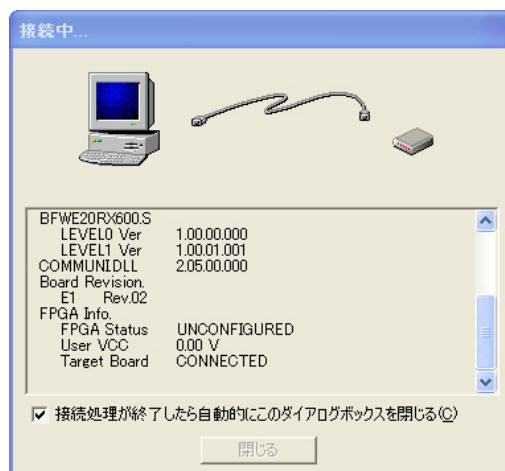 接続中...
BFWE20RX600.S
LEVEL0 Ver 1.00.00.000
LEVEL1 Ver 1.00.01.001
COMMUNIDLL 2.05.00.000
Board Revision.
E1 Rev.02
FPGA Info.
FPGA Status UNCONFIGURED
User VCC 0.00 V
Target Board CONNECTED
接続処理が終了したら自動的にこのダイアログボックスを閉じる(C)
閉じる